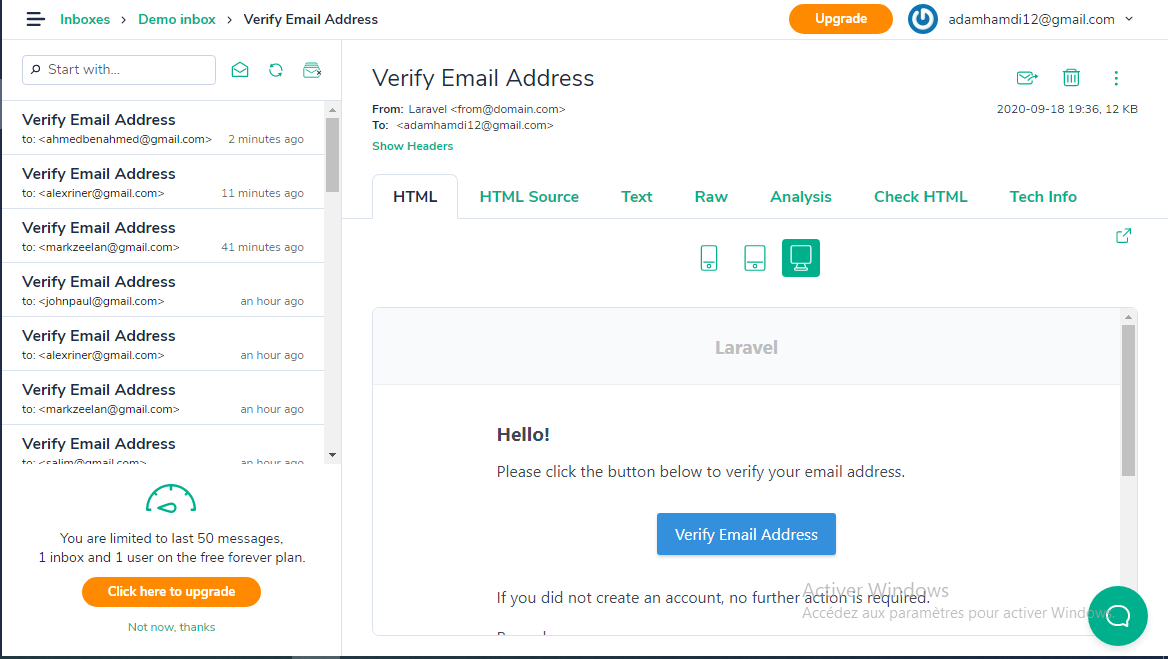 Inboxes › Demo inbox › Verify Email Address
Upgrade
adamhamdi12@gmail.com
Start with...
Verify Email Address
to: <ahmedbenahmed@gmail.com> 2 minutes ago
Verify Email Address
to: <alexriner@gmail.com> 11 minutes ago
Verify Email Address
to: <markzeelan@gmail.com> 41 minutes ago
Verify Email Address
to: <johnpaul@gmail.com> an hour ago
Verify Email Address
to: <alexriner@gmail.com> an hour ago
Verify Email Address
to: <markzeelan@gmail.com> an hour ago
Verify Email Address
to: <salim@gmail.com> an hour ago
You are limited to last 50 messages,
1 inbox and 1 user on the free forever plan.
Click here to upgrade
Not now, thanks
Verify Email Address
From: Laravel <from@domain.com>
2020-09-18 19:36, 12 KB
To: <adamhamdi12@gmail.com>
Show Headers
HTML HTML Source Text Raw Analysis Check HTML Tech Info
Laravel
Hello!
Please click the button below to verify your email address.
Verify Email Address
If you did not create an account, no further action is required.
Activer Windows
Accédez aux paramètres pour activer Windows.